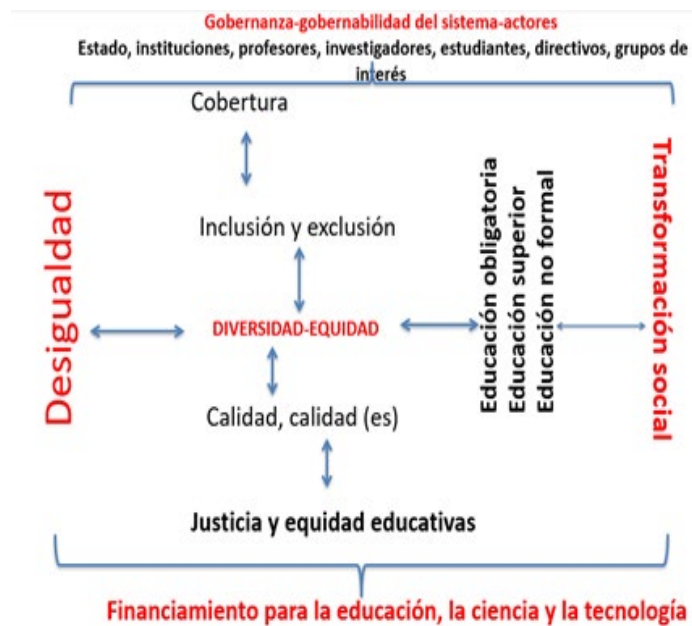 Gobernanza-gobernabilidad del sistema-actores
Estado, instituciones, profesores, investigadores, estudiantes, directivos, grupos de
interés
Cobertura
Inclusión y exclusión
Desigualdad
DIVERSIDAD-EQUIDAD
Educación obligatoria
Educación superior
Educación no formal
Transformación social
Calidad, calidad (es)
Justicia y equidad educativas
Financiamiento para la educación, la ciencia y la tecnología